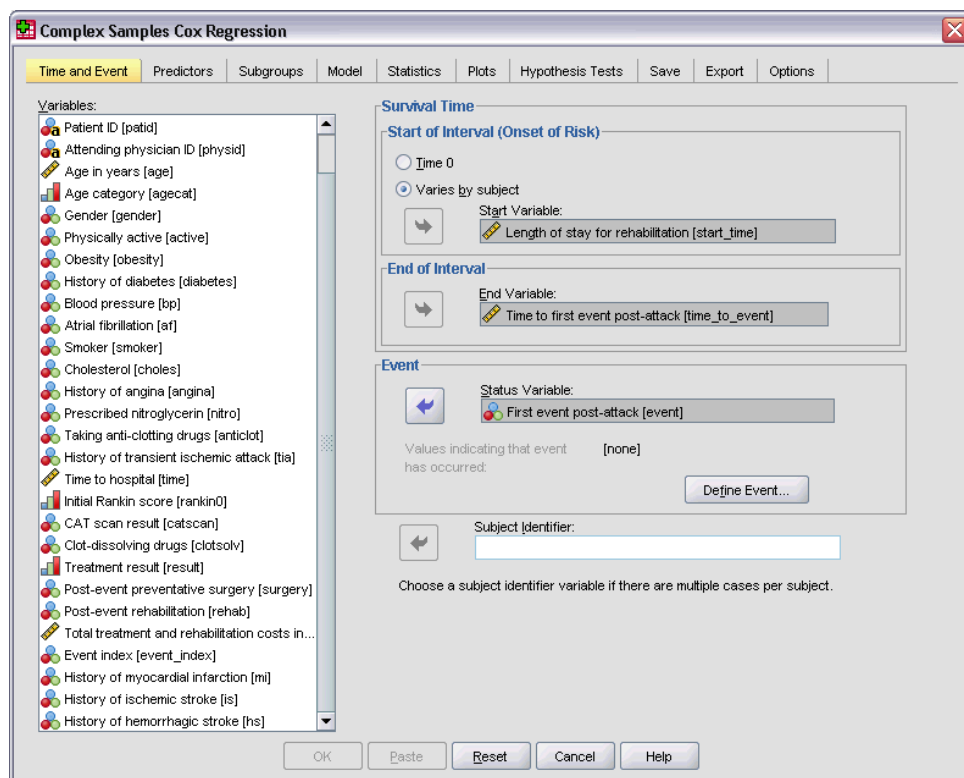 Complex Samples Cox Regression
Time and Event Predictors Subgroups Model Statistics Plots Hypothesis Tests Save Export Options
Variables:
Patient ID [patid]
Attending physician ID [physid]
Age in years [age]
Age category [agecat]
Gender [gender]
Physically active [active]
Obesity [obesity]
History of diabetes [diabetes]
Blood pressure [bp]
Atrial fibrillation [af]
Smoker [smoker]
Cholesterol [choles]
History of angina [angina]
Prescribed nitroglycerin [nitro]
Taking anti-clotting drugs [anticlot]
History of transient ischemic attack [tia]
Time to hospital [time]
Initial Rankin score [rankin0]
CAT scan result [catscan]
Clot-dissolving drugs [clotsolv]
Treatment result [result]
Post-event preventative surgery [surgery]
Post-event rehabilitation [rehab]
Total treatment and rehabilitation costs in...
Event index [event_index]
History of myocardial infarction [mi]
History of ischemic stroke [is]
History of hemorrhagic stroke [hs]
Survival Time
Start of Interval (Onset of Risk)
Time 0
Varies by subject
Start Variable:
Length of stay for rehabilitation [start_time]
End of Interval
End Variable:
Time to first event post-attack [time_to_event]
Event
Status Variable:
First event post-attack [event]
Values indicating that event [none]
has occurred:
Define Event...
Subject Identifier:
Choose a subject identifier variable if there are multiple cases per subject.
OK Paste Reset Cancel Help